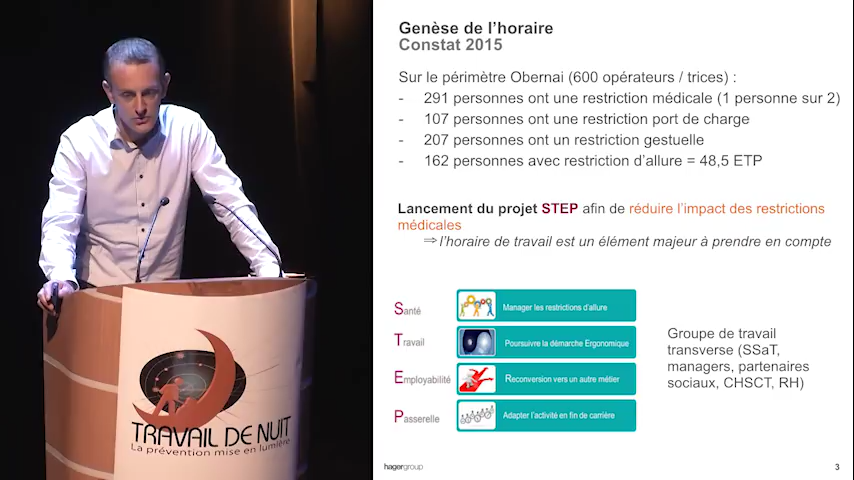 Genèse de l'horaire
Constat 2015
Sur le périmètre Obernai (600 opérateurs / trices) :
- 291 personnes ont une restriction médicale (1 personne sur 2)
- 107 personnes ont une restriction port de charge
- 207 personnes ont un restriction gestuelle
- 162 personnes avec restriction d'allure = 48,5 ETP
Lancement du projet STEP afin de réduire l'impact des restrictions
médicales
⇒ l'horaire de travail est un élément majeur à prendre en compte
Santé
Manager les restrictions d'allure
Travail
Poursuivre la démarche Ergonomique
Employabilité
Reconversion vers un autre métier
Passerelle
Adapter l'activité en fin de carrière
Groupe de travail
transverse (SSaT,
managers, partenaires
sociaux, CHSCT, RH)
hagergroup
3
TRAVAIL DE NUIT
La prévention mise en lumière